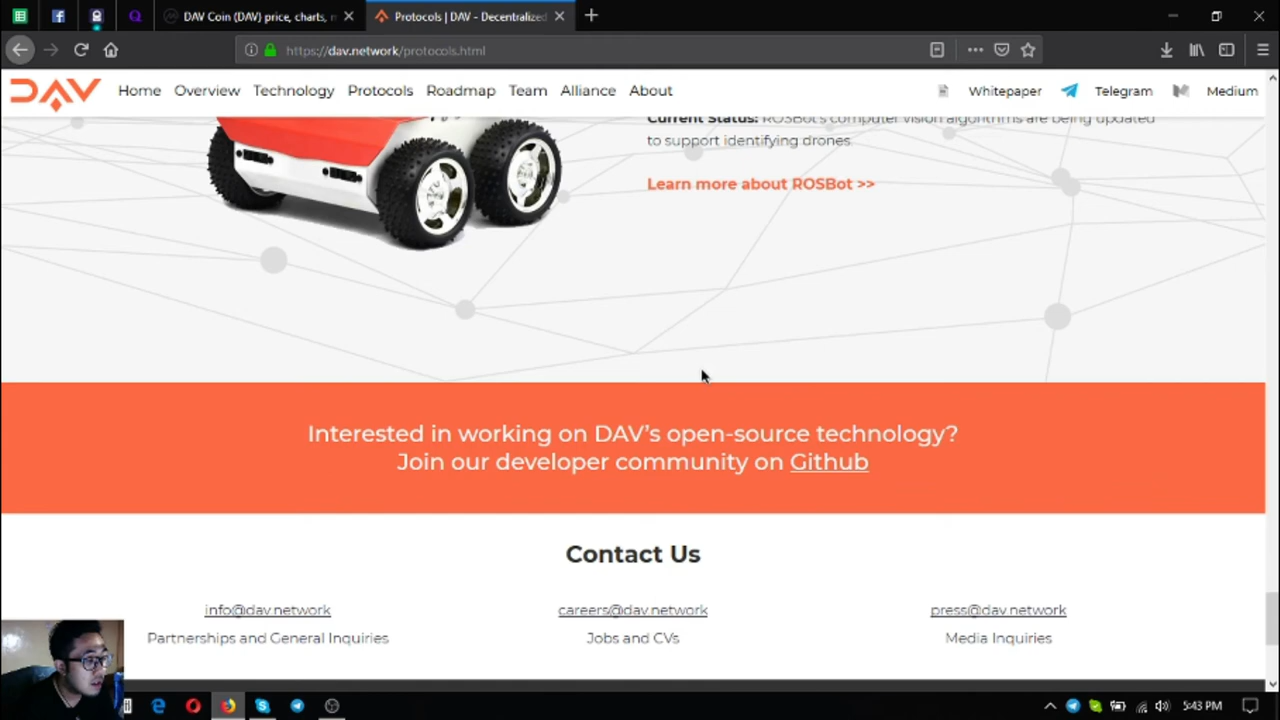 DAV Coin (DAV) price, charts, m
Protocols | DAV - Decentralized
https://dav.network/protocols.html
DAV
Home
Overview
Technology
Protocols
Roadmap
Team
Alliance
About
Whitepaper
Telegram
Medium
Current Status: ROSBot's computer vision algorithms are being updated
to support identifying drones.
Learn more about ROSBot >>
Interested in working on DAV's open-source technology?
Join our developer community on Github
Contact Us
info@dav.network
careers@dav.network
press@dav.network
Partnerships and General Inquiries
Jobs and CVs
Media Inquiries
5:43 PM